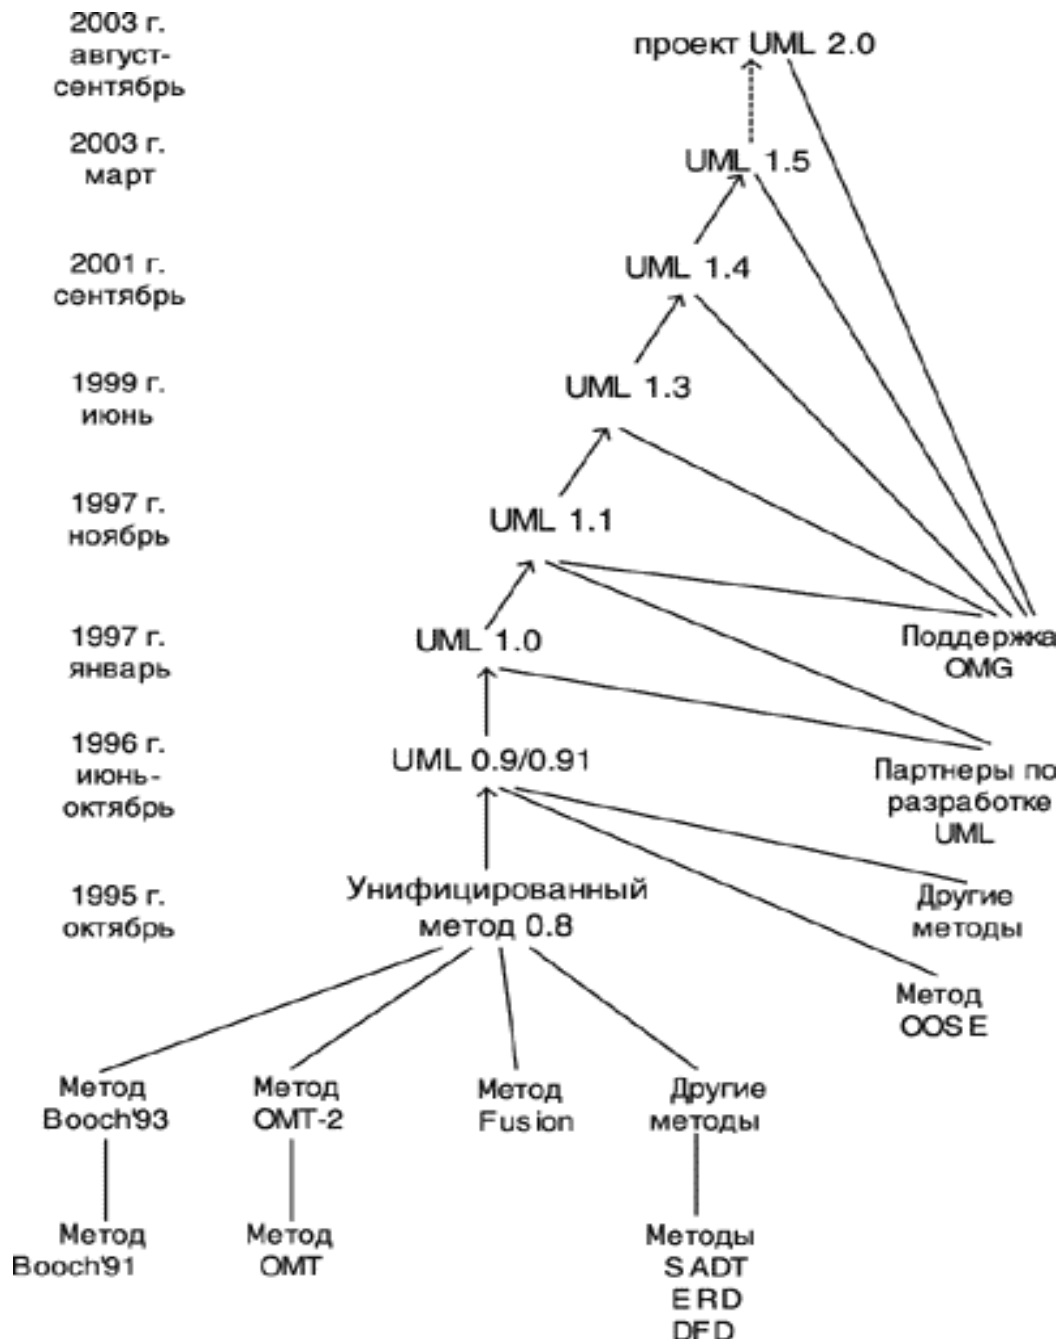 2003 г.
август-
сентябрь
проект UML 2.0
2003 г.
март
UML 1.5
2001 г.
сентябрь
UML 1.4
1999 г.
июнь
UML 1.3
1997 г.
ноябрь
UML 1.1
1997 г.
январь
UML 1.0
Поддержка
OMG
1996 г.
июнь-
октябрь
UML 0.9/0.91
Партнеры по
разработке
UML
1995 г.
октябрь
Унифицированный
метод 0.8
Другие
методы
Метод
OOSE
Метод
Booch'93
Метод
OMT-2
Метод
Fusion
Другие
методы
Метод
Booch'91
Метод
OMT
Методы
SADT
ERD
DFD